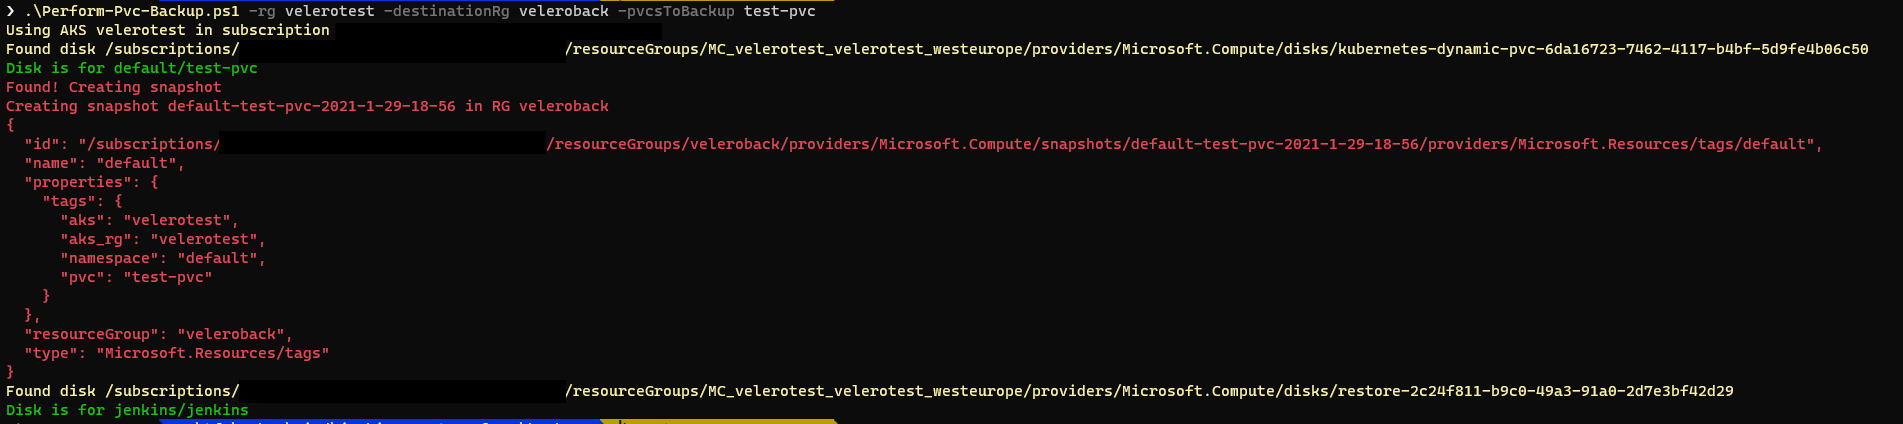 ❯ .\Perform-Pvc-Backup.ps1 -rg velerotest -destinationRg veleroback -pvcsToBackup test-pvc
Using AKS velerotest in subscription
Found disk /subscriptions/ /resourceGroups/MC_velerotest_velerotest_westeurope/providers/Microsoft.Compute/disks/kubernetes-dynamic-pvc-6da16723-7462-4117-b4bf-5d9fe4b06c50
Disk is for default/test-pvc
Found! Creating snapshot
Creating snapshot default-test-pvc-2021-1-29-18-56 in RG veleroback
{
  "id": "/subscriptions/ /resourceGroups/veleroback/providers/Microsoft.Compute/snapshots/default-test-pvc-2021-1-29-18-56/providers/Microsoft.Resources/tags/default",
  "name": "default",
  "properties": {
    "tags": {
      "aks": "velerotest",
      "aks_rg": "velerotest",
      "namespace": "default",
      "pvc": "test-pvc"
    }
  },
  "resourceGroup": "veleroback",
  "type": "Microsoft.Resources/tags"
}
Found disk /subscriptions/ /resourceGroups/MC_velerotest_velerotest_westeurope/providers/Microsoft.Compute/disks/restore-2c24f811-b9c0-49a3-91a0-2d7e3bf42d29
Disk is for jenkins/jenkins